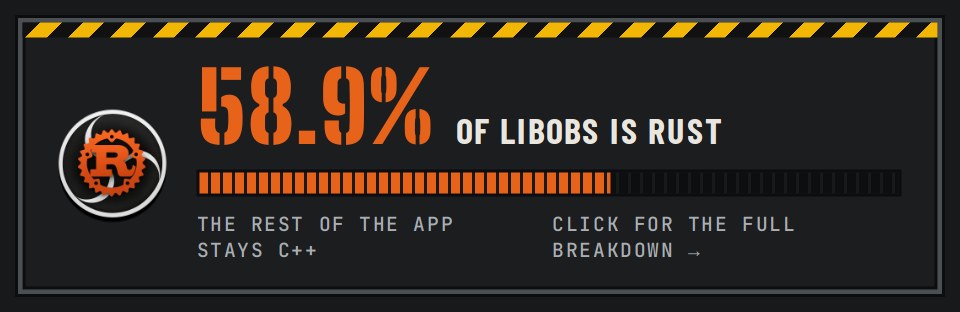 58.9% OF LIBOBS IS RUST
R
THE REST OF THE APP
STAYS C++
CLICK FOR THE FULL
BREAKDOWN →